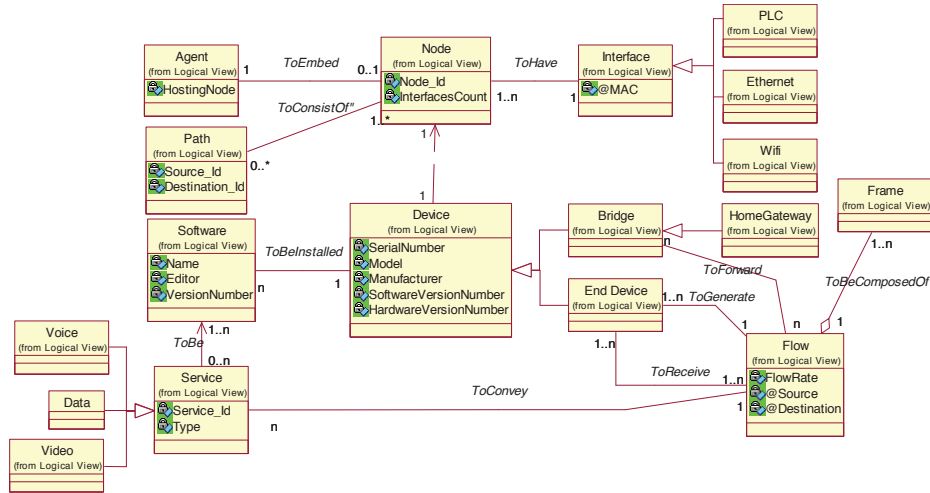 PLC
(from Logical View)
Agent
(from Logical View)
HostingNode
1
ToEmbed
0..1
Node
(from Logical View)
Node_Id
InterfacesCount
ToHave
1..n
1
Interface
(from Logical View)
@MAC
Ethernet
(from Logical View)
Wifi
(from Logical View)
ToConsistOf"
1..*
0..*
Path
(from Logical View)
Source_Id
Destination_Id
1
1
Frame
(from Logical View)
1..n
Software
(from Logical View)
Name
Editor
VersionNumber
ToBeInstalled
n
1
Device
(from Logical View)
SerialNumber
Model
Manufacturer
SoftwareVersionNumber
HardwareVersionNumber
Bridge
(from Logical View)
n
HomeGateway
(from Logical View)
ToForward
ToBeComposedOf
End Device
(from Logical View)
1..n
ToGenerate
1
n
1
1..n
ToReceive
1..n
Flow
(from Logical View)
FlowRate
@Source
@Destination
Voice
(from Logical View)
1..n
ToBe
0..n
Data
(from Logical View)
Service
(from Logical View)
Service_Id
Type
ToConvey
n
1
Video
(from Logical View)